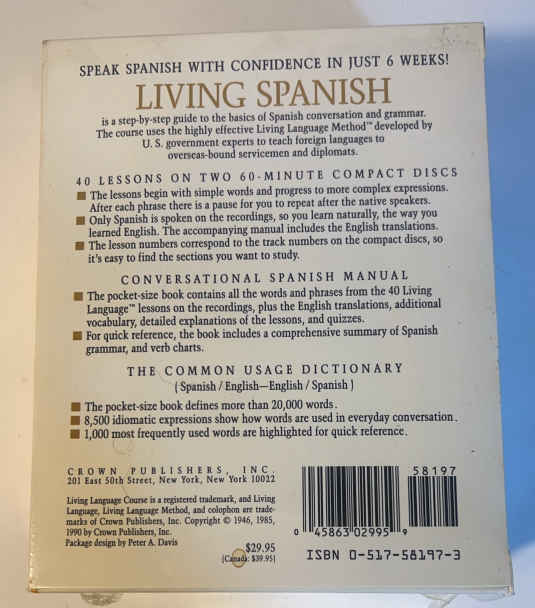 SPEAK SPANISH WITH CONFIDENCE IN JUST 6 WEEKS!
LIVING SPANISH
is a step-by-step guide to the basics of Spanish conversation and grammar.
The course uses the highly effective Living Language Method™ developed by
U. S. government experts to teach foreign languages to
overseas-bound servicemen and diplomats.
40 LESSONS ON TWO 60-MINUTE COMPACT DISCS
■ The lessons begin with simple words and progress to more complex expressions.
After each phrase there is a pause for you to repeat after the native speakers.
■ Only Spanish is spoken on the recordings, so you learn naturally, the way you
learned English. The accompanying manual includes the English translations.
■ The lesson numbers correspond to the track numbers on the compact discs, so
it's easy to find the sections you want to study.
CONVERSATIONAL SPANISH MANUAL
■ The pocket-size book contains all the words and phrases from the 40 Living
Language™ lessons on the recordings, plus the English translations, additional
vocabulary, detailed explanations of the lessons, and quizzes.
■ For quick reference, the book includes a comprehensive summary of Spanish
grammar, and verb charts.
THE COMMON USAGE DICTIONARY
(Spanish / English—English / Spanish)
■ The pocket-size book defines more than 20,000 words.
■ 8,500 idiomatic expressions show how words are used in everyday conversation.
■ 1,000 most frequently used words are highlighted for quick reference.
CROWN PUBLISHERS, INC.
201 East 50th Street, New York, New York 10022
Living Language Course is a registered trademark, and Living
Language, Living Language Method, and colophon are trade-
marks of Crown Publishers, Inc. Copyright © 1946, 1985,
1990 by Crown Publishers, Inc.
Package design by Peter A. Davis
$29.95
(Canada: $39.95)
58197
0 45863 02995 9
ISBN 0-517-58197-3